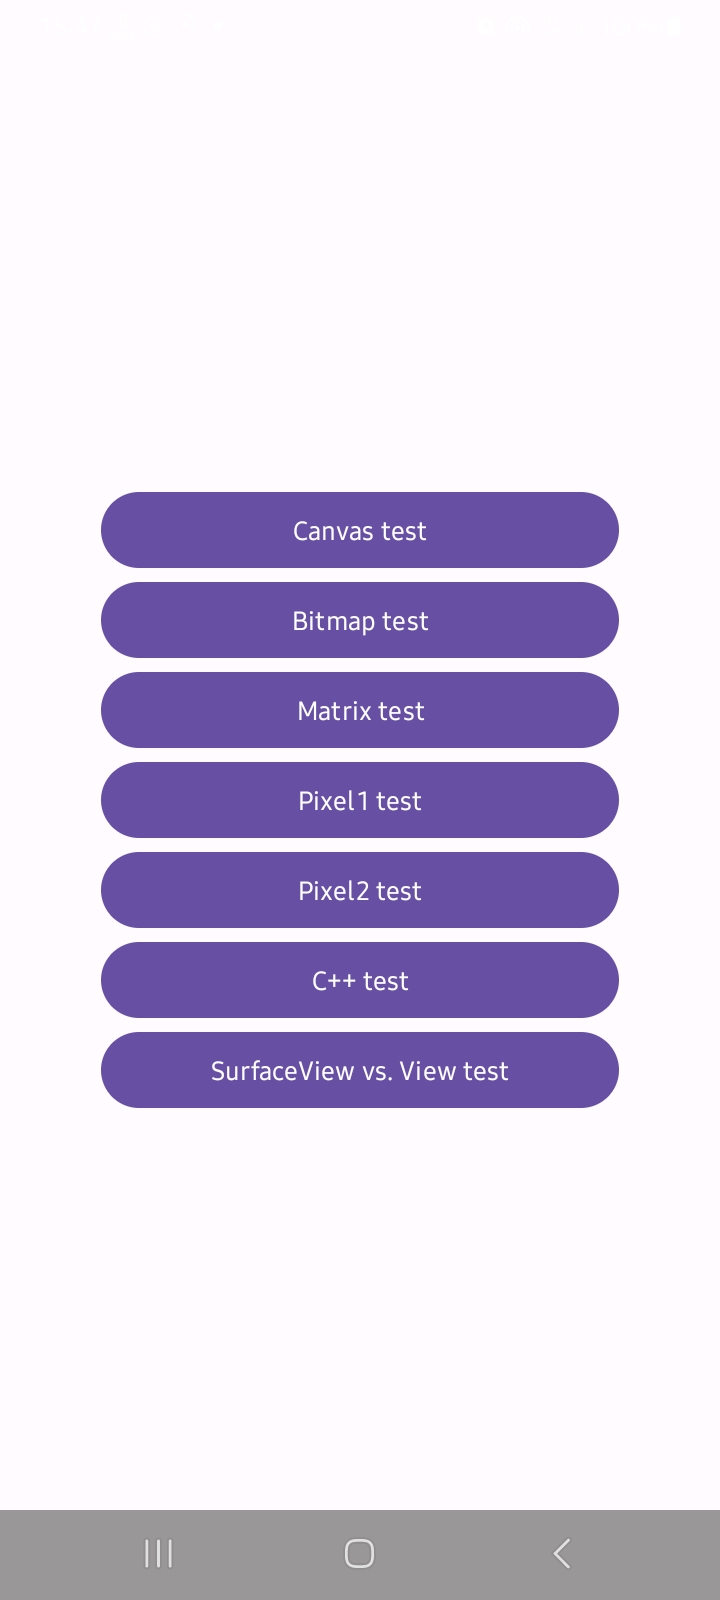 Canvas test
Bitmap test
Matrix test
Pixel1 test
Pixel2 test
C++ test
SurfaceView vs. View test